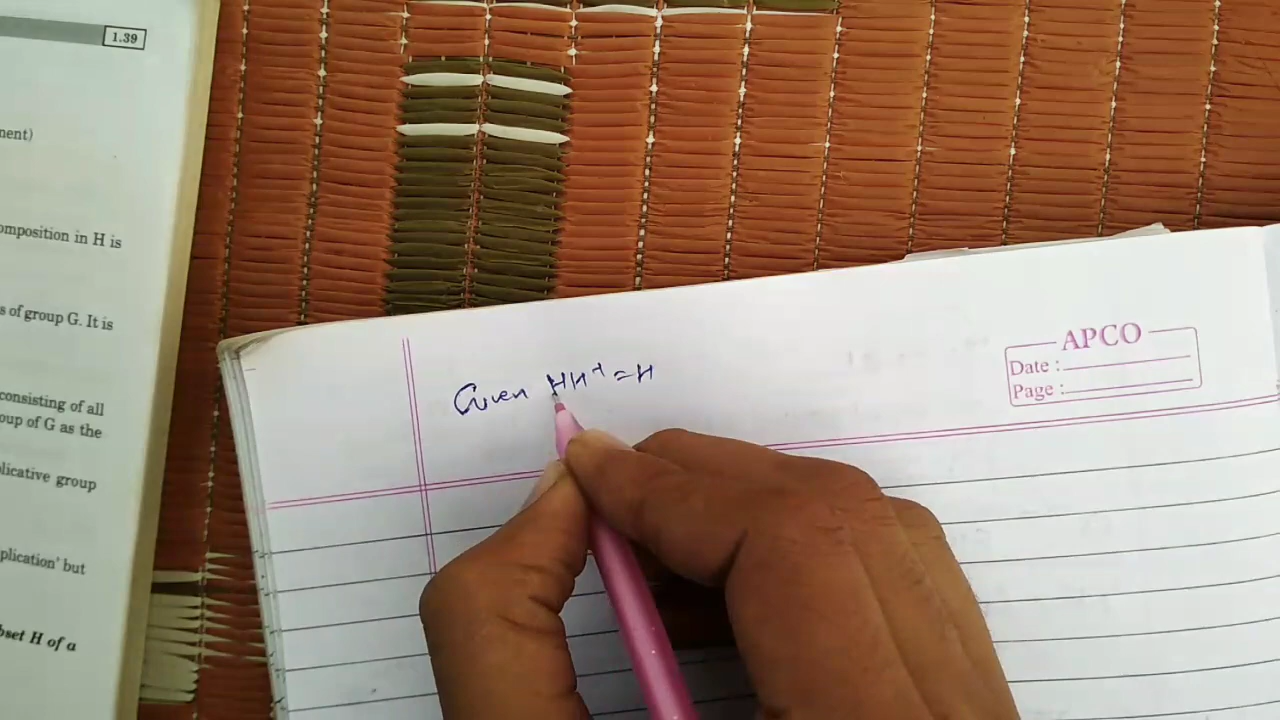 1.39
nent)
omposition in H is
s of group G. It is
consisting of all
oup of G as the
plicative group
plication' but
bset H of a
Given HH⁻¹ = H
APCO
Date :
Page :